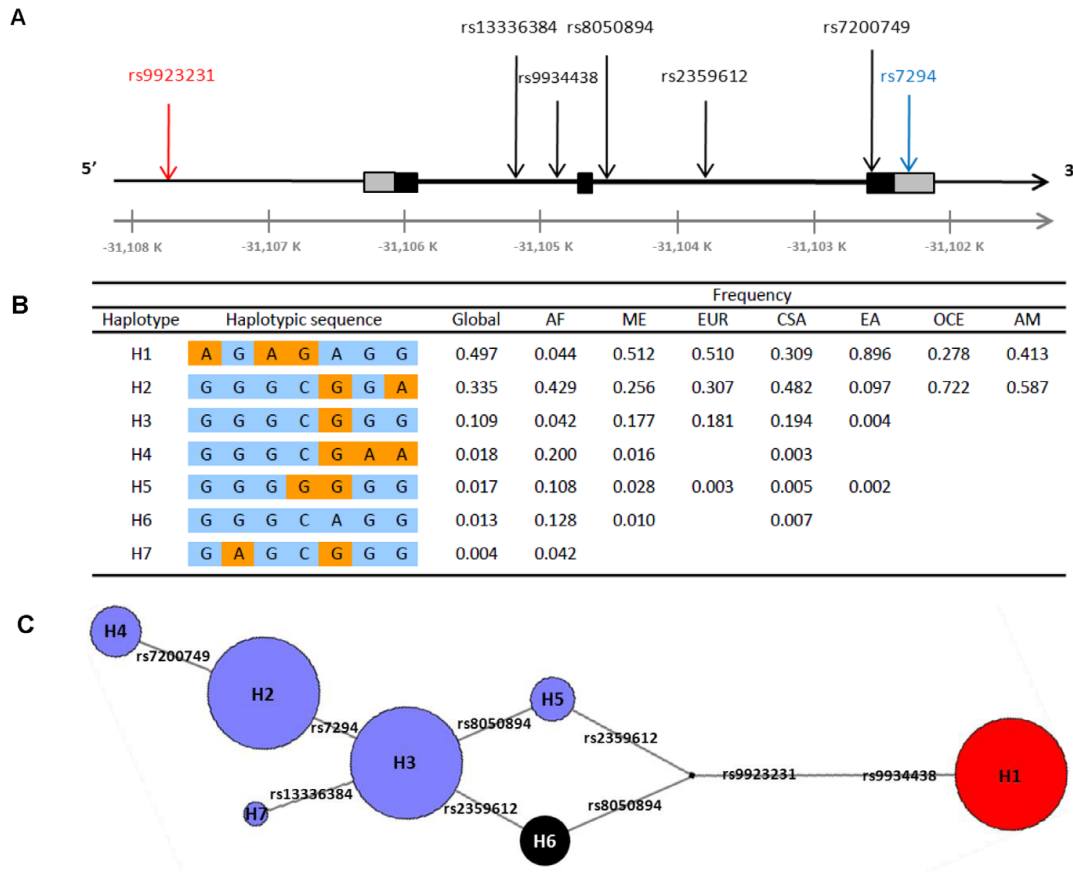 A
rs13336384 rs8050894 rs7200749
rs9923231 rs9934438 rs2359612 rs7294
5′ 3
-31,108 K -31,107 K -31,106 K -31,105 K -31,104 K -31,103 K -31,102 K
B
Frequency
Haplotype Haplotypic sequence Global AF ME EUR CSA EA OCE AM
H1 A G A G A G G 0.497 0.044 0.512 0.510 0.309 0.896 0.278 0.413
H2 G G G C G G A 0.335 0.429 0.256 0.307 0.482 0.097 0.722 0.587
H3 G G G C G G G 0.109 0.042 0.177 0.181 0.194 0.004
H4 G G G C G A A 0.018 0.200 0.016 0.003
H5 G G G G G G G 0.017 0.108 0.028 0.003 0.005 0.002
H6 G G G C A G G 0.013 0.128 0.010 0.007
H7 G A G C G G G 0.004 0.042
C
H4
rs7200749
H2
rs7294
H3
rs13336384
H7
rs8050894
H5
rs2359612
rs2359612
H6
rs8050894
rs9923231
rs9934438
H1